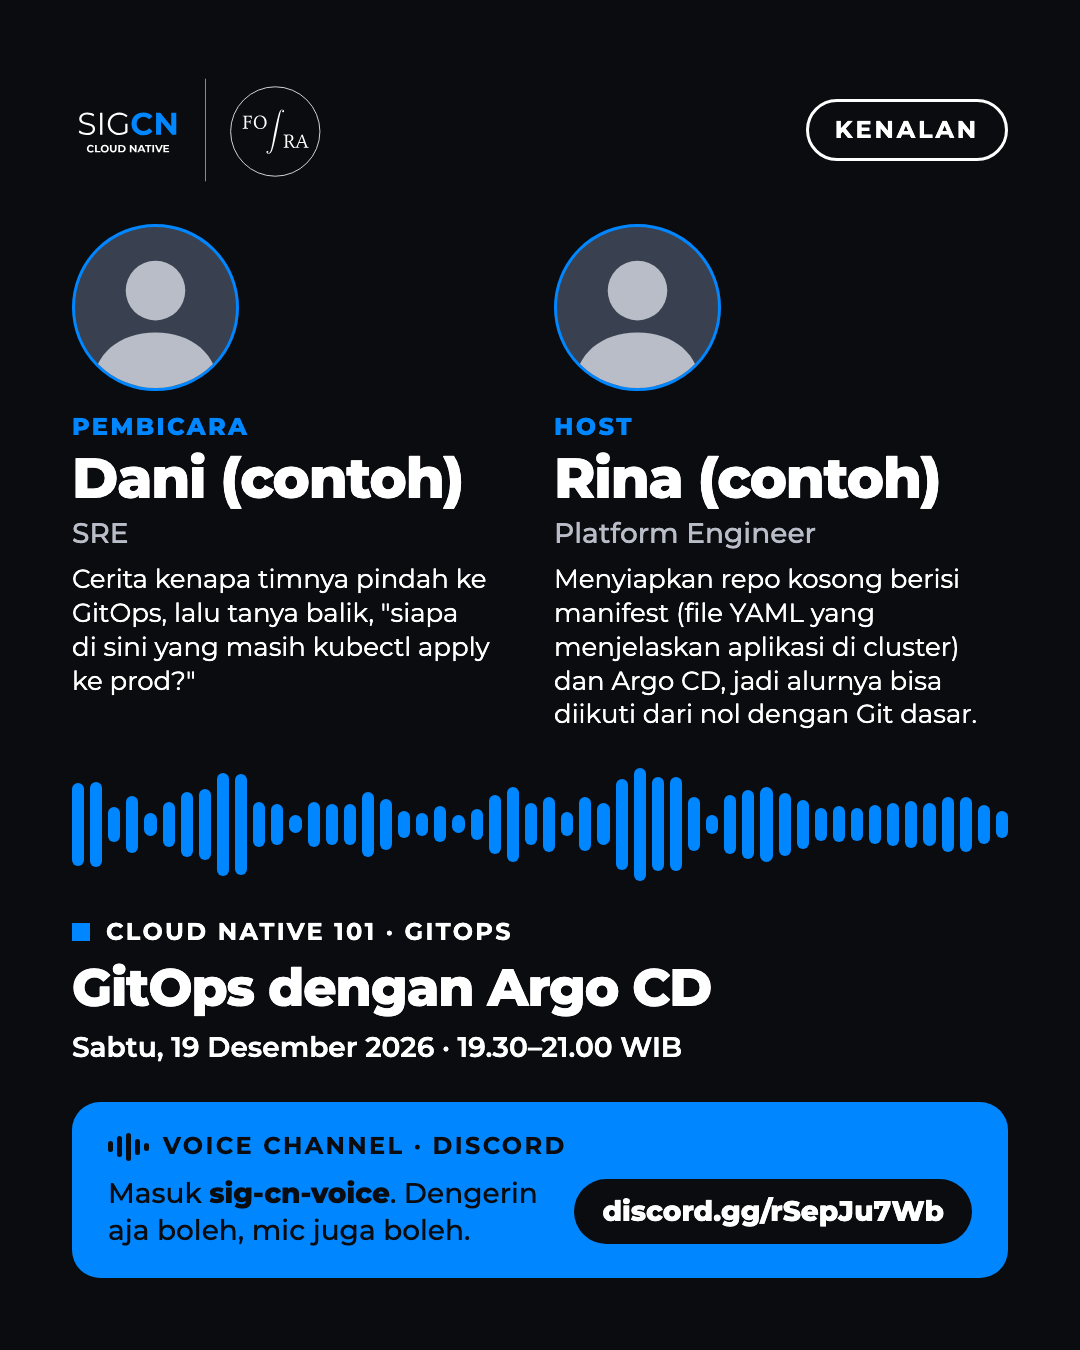 SIGCN
CLOUD NATIVE
FO
RA
KENALAN
PEMBICARA
Dani (contoh)
SRE
Cerita kenapa timnya pindah ke
GitOps, lalu tanya balik, "siapa
di sini yang masih kubectl apply
ke prod?"
HOST
Rina (contoh)
Platform Engineer
Menyiapkan repo kosong berisi
manifest (file YAML yang
menjelaskan aplikasi di cluster)
dan Argo CD, jadi alurnya bisa
diikuti dari nol dengan Git dasar.
CLOUD NATIVE 101 · GITOPS
GitOps dengan Argo CD
Sabtu, 19 Desember 2026 · 19.30–21.00 WIB
VOICE CHANNEL · DISCORD
Masuk sig-cn-voice. Dengerin
aja boleh, mic juga boleh.
discord.gg/rSepJu7Wb